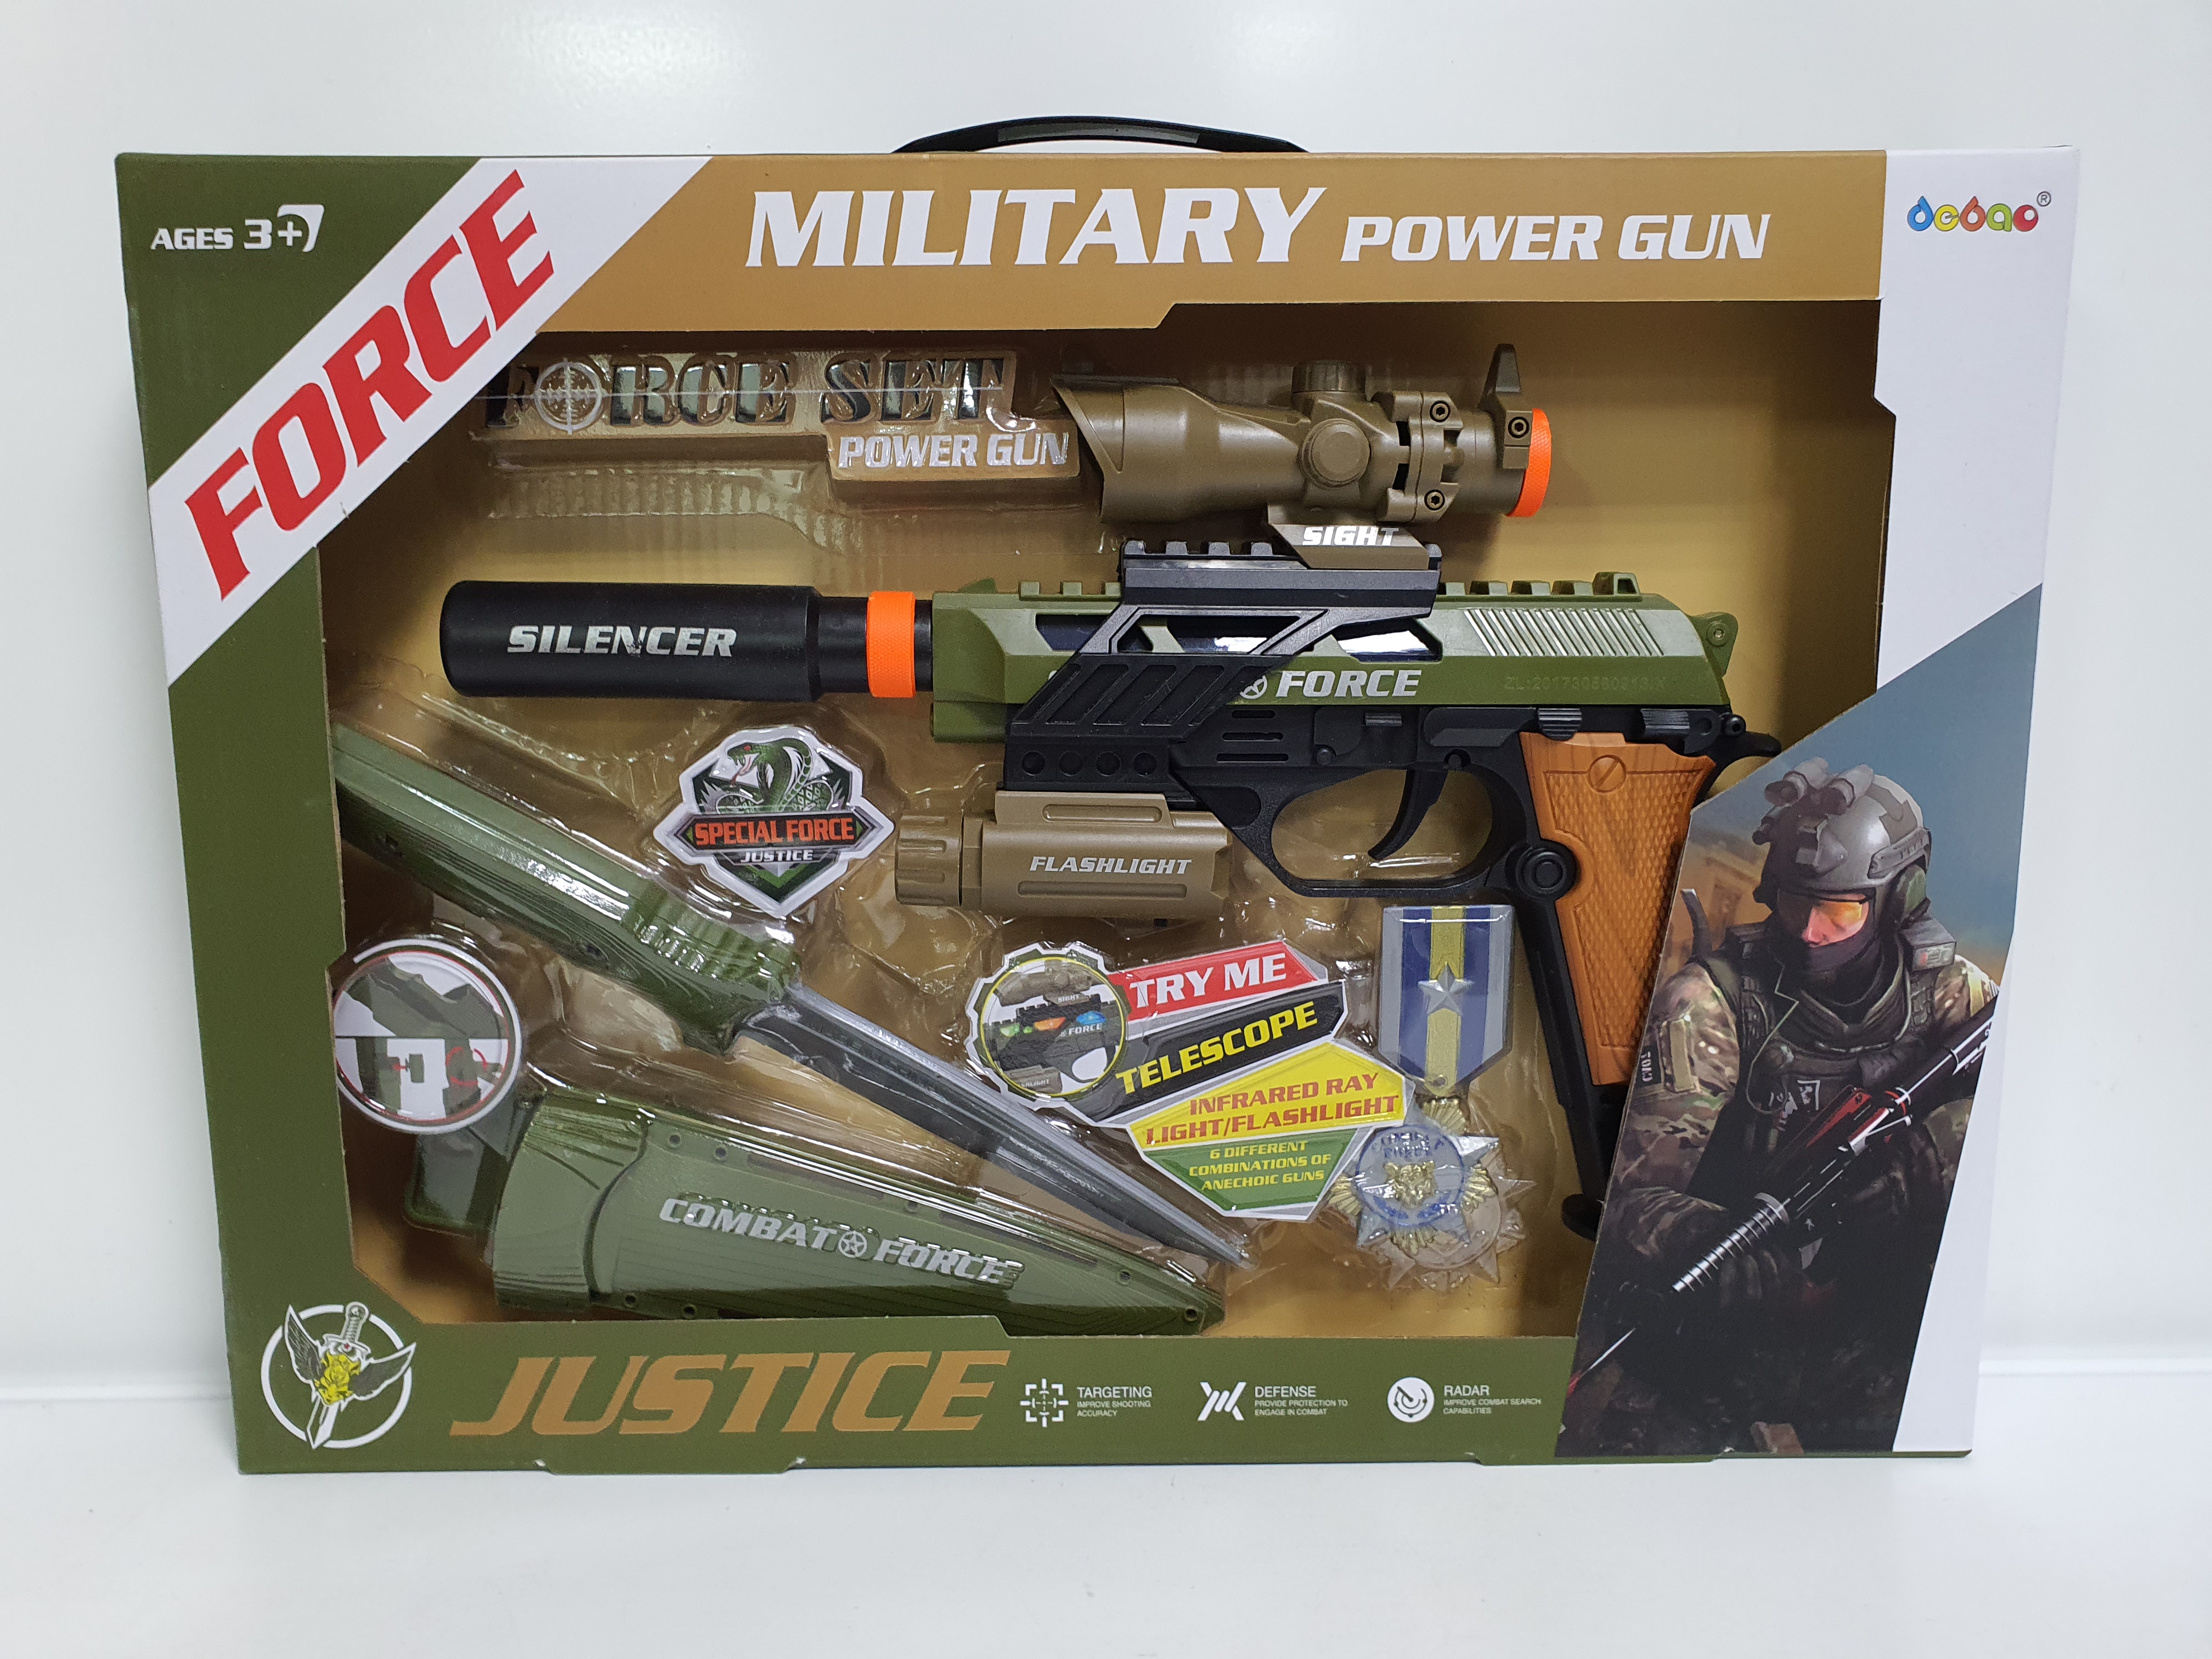 AGES 3+
FORCE
MILITARY POWER GUN
debao®
FORCE SET
POWER GUN
SIGHT
SILENCER
FORCE
SPECIAL FORCE
JUSTICE
FLASHLIGHT
TRY ME
TELESCOPE
INFRARED RAY
LIGHT/FLASHLIGHT
6 DIFFERENT
COMBINATIONS OF
ANECHOIC GUNS
COMBAT FORCE
JUSTICE
TARGETING
IMPROVE SHOOTING
ACCURACY
DEFENSE
PROVIDE PROTECTION TO
ENGAGE IN COMBAT
RADAR
IMPROVE COMBAT SEARCH
CAPABILITIES